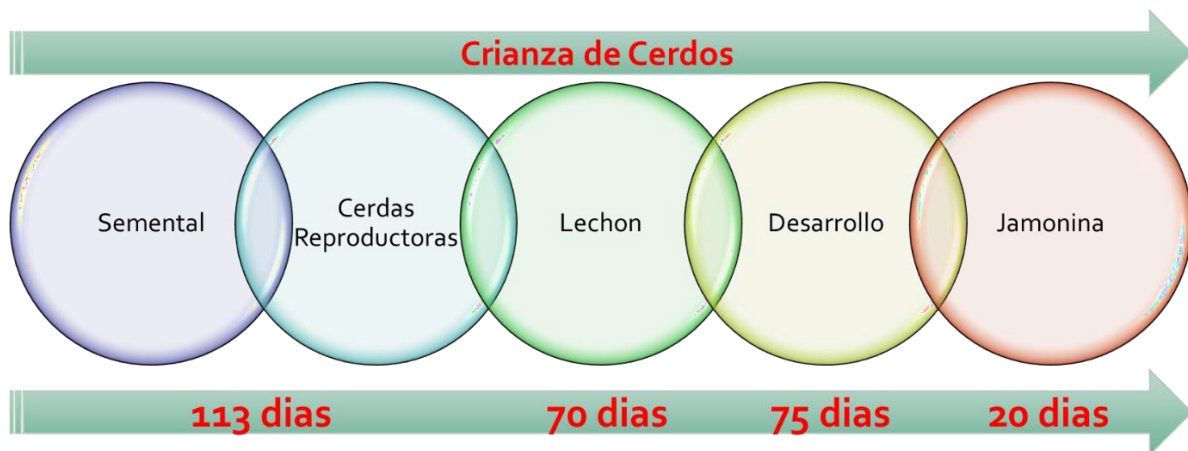 Crianza de Cerdos
Semental
Cerdas
Reproductoras
Lechon
Desarrollo
Jamonina
113 dias
70 dias
75 dias
20 dias